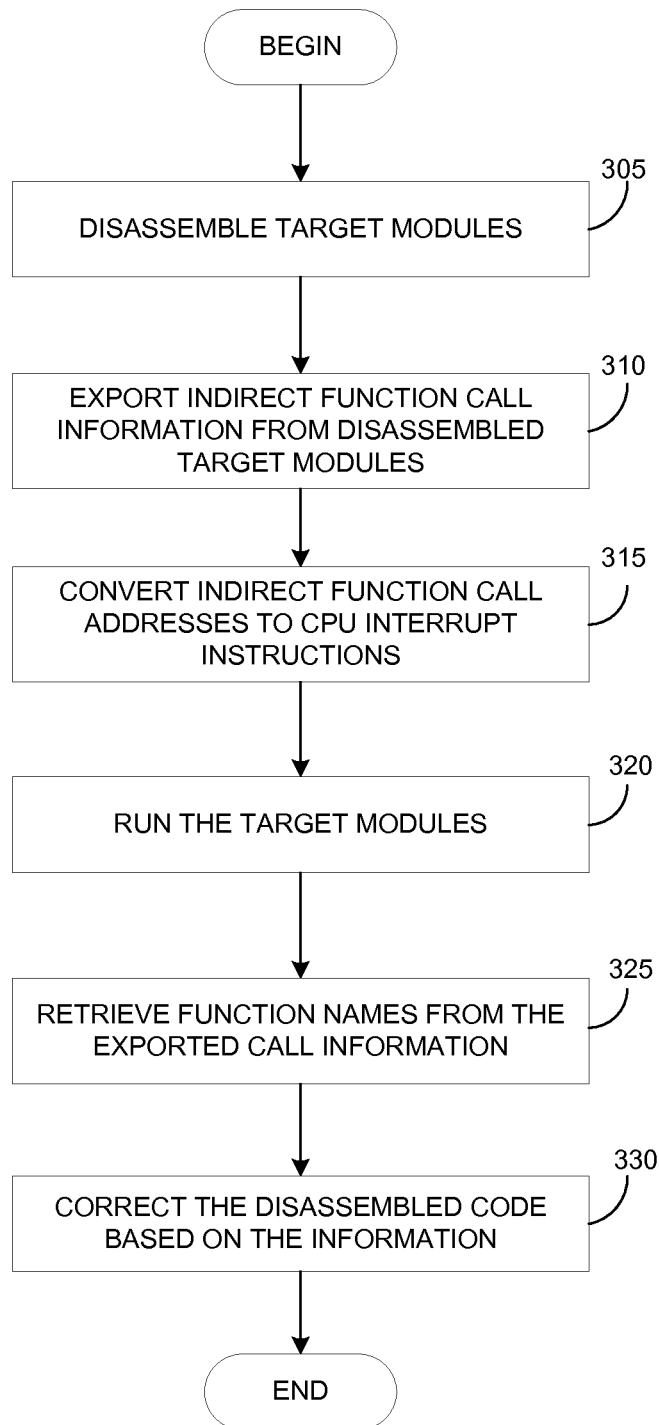 BEGIN
305
DISASSEMBLE TARGET MODULES
310
EXPORT INDIRECT FUNCTION CALL
INFORMATION FROM DISASSEMBLED
TARGET MODULES
315
CONVERT INDIRECT FUNCTION CALL
ADDRESSES TO CPU INTERRUPT
INSTRUCTIONS
320
RUN THE TARGET MODULES
325
RETRIEVE FUNCTION NAMES FROM THE
EXPORTED CALL INFORMATION
330
CORRECT THE DISASSEMBLED CODE
BASED ON THE INFORMATION
END